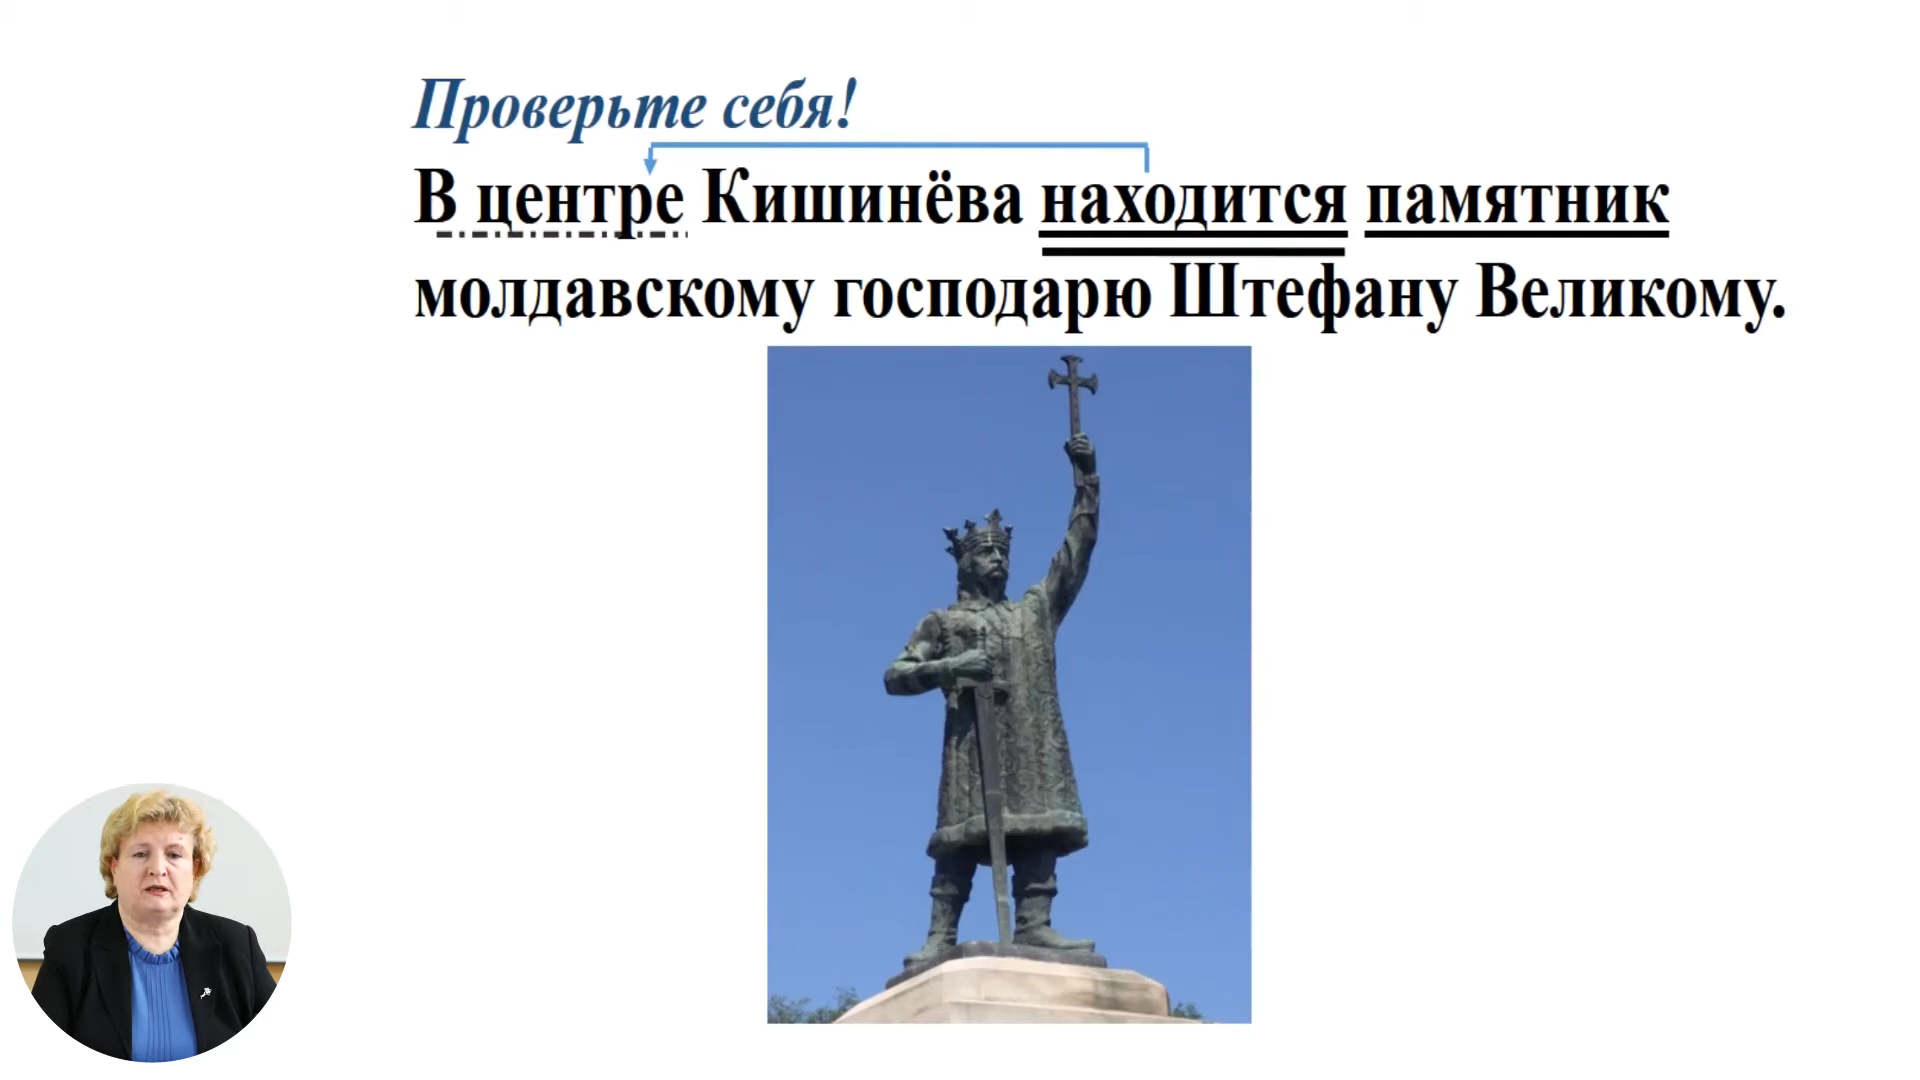 Проверьте себя!
В центре Кишинёва находится памятник
молдавскому господарю Штефану Великому.